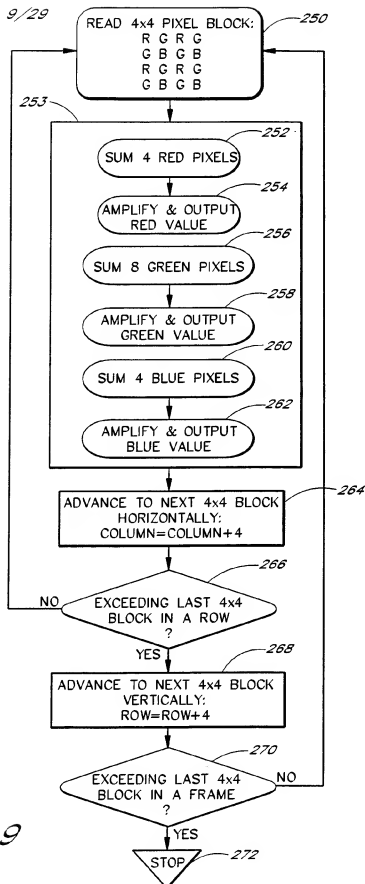 9/29
250
READ 4x4 PIXEL BLOCK:
R G R G
G B G B
R G R G
G B G B
253
252
SUM 4 RED PIXELS
254
AMPLIFY & OUTPUT
RED VALUE
256
SUM 8 GREEN PIXELS
258
AMPLIFY & OUTPUT
GREEN VALUE
260
SUM 4 BLUE PIXELS
262
AMPLIFY & OUTPUT
BLUE VALUE
264
ADVANCE TO NEXT 4x4 BLOCK
HORIZONTALLY:
COLUMN=COLUMN+4
266
NO
EXCEEDING LAST 4x4
BLOCK IN A ROW
?
YES
268
ADVANCE TO NEXT 4x4 BLOCK
VERTICALLY:
ROW=ROW+4
270
EXCEEDING LAST 4x4
BLOCK IN A FRAME
?
NO
9
YES
STOP
272